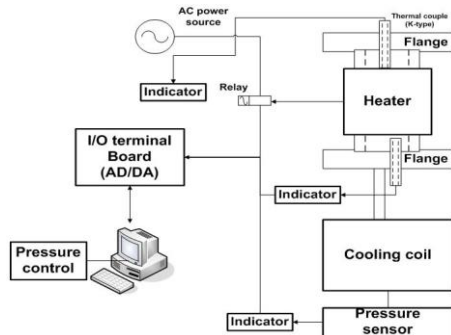 AC power
source
Thermal couple
(K-type)
Flange
Indicator
Relay
Heater
I/O terminal
Board
(AD/DA)
Flange
Indicator
Pressure
control
Cooling coil
Indicator
Pressure
sensor